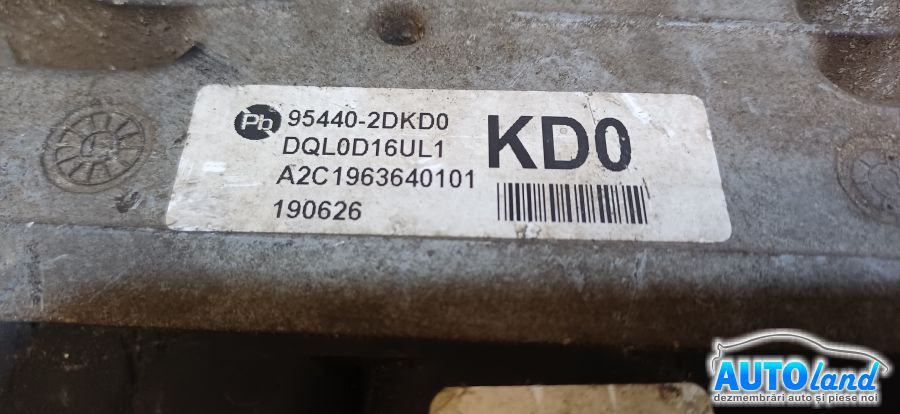 Pb 95440-2DKD0 KD0
DQL0D16UL1
A2C1963640101
190626
AUTOland
dezmembrări auto și piese noi